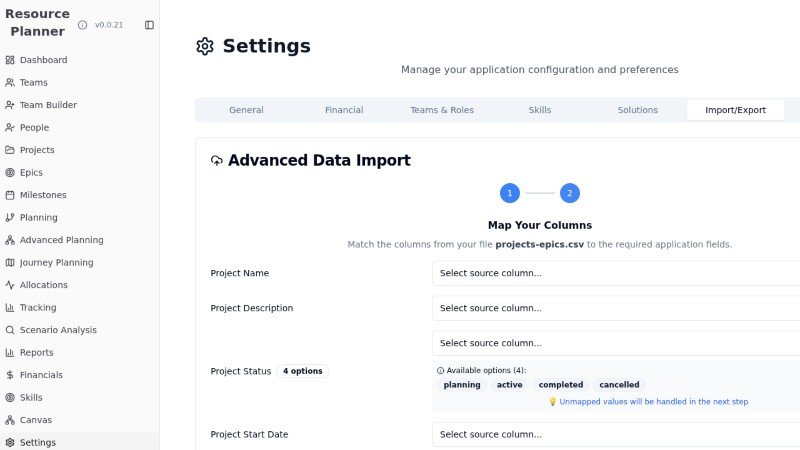 Resource
Planner
v0.0.21
Dashboard
Teams
Team Builder
People
Projects
Epics
Milestones
Planning
Advanced Planning
Journey Planning
Allocations
Tracking
Scenario Analysis
Reports
Financials
Skills
Canvas
Settings
Settings
Manage your application configuration and preferences
General Financial Teams & Roles Skills Solutions Import/Export
Advanced Data Import
1 2
Map Your Columns
Match the columns from your file projects-epics.csv to the required application fields.
Project Name Select source column...
Project Description Select source column...
Select source column...
Project Status 4 options
Available options (4):
planning active completed cancelled
💡 Unmapped values will be handled in the next step
Project Start Date Select source column...